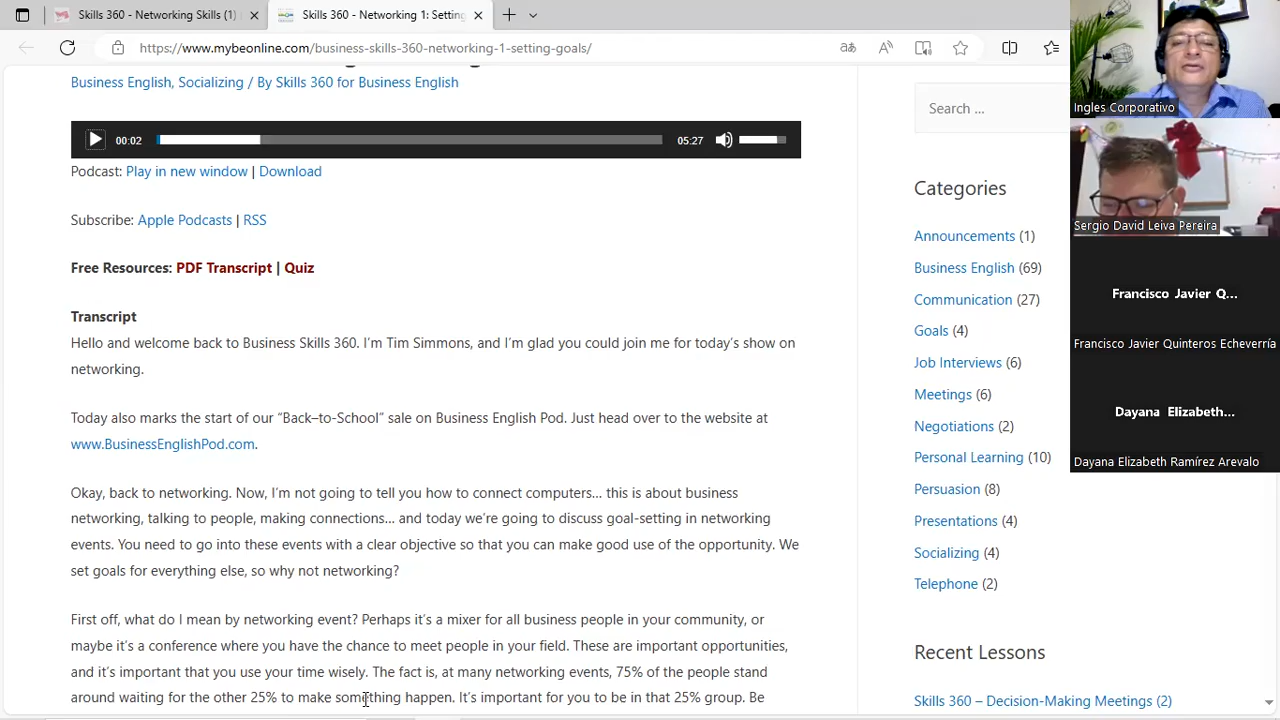 Skills 360 - Networking Skills (1)
Skills 360 - Networking 1: Setting
https://www.mybeonline.com/business-skills-360-networking-1-setting-goals/
Business English, Socializing / By Skills 360 for Business English
00:02
05:27
Podcast: Play in new window | Download
Subscribe: Apple Podcasts | RSS
Free Resources: PDF Transcript | Quiz
Transcript
Hello and welcome back to Business Skills 360. I’m Tim Simmons, and I’m glad you could join me for today’s show on
networking.
Today also marks the start of our “Back–to-School” sale on Business English Pod. Just head over to the website at
www.BusinessEnglishPod.com.
Okay, back to networking. Now, I’m not going to tell you how to connect computers… this is about business
networking, talking to people, making connections… and today we’re going to discuss goal-setting in networking
events. You need to go into these events with a clear objective so that you can make good use of the opportunity. We
set goals for everything else, so why not networking?
First off, what do I mean by networking event? Perhaps it’s a mixer for all business people in your community, or
maybe it’s a conference where you have the chance to meet people in your field. These are important opportunities,
and it’s important that you use your time wisely. The fact is, at many networking events, 75% of the people stand
around waiting for the other 25% to make something happen. It’s important for you to be in that 25% group. Be
Search ...
Categories
Announcements (1)
Business English (69)
Communication (27)
Goals (4)
Job Interviews (6)
Meetings (6)
Negotiations (2)
Personal Learning (10)
Persuasion (8)
Presentations (4)
Socializing (4)
Telephone (2)
Recent Lessons
Skills 360 – Decision-Making Meetings (2)
Ingles Corporativo
Sergio David Leiva Pereira
Francisco Javier Q...
Francisco Javier Quinteros Echeverría
Dayana Elizabeth...
Dayana Elizabeth Ramírez Arevalo